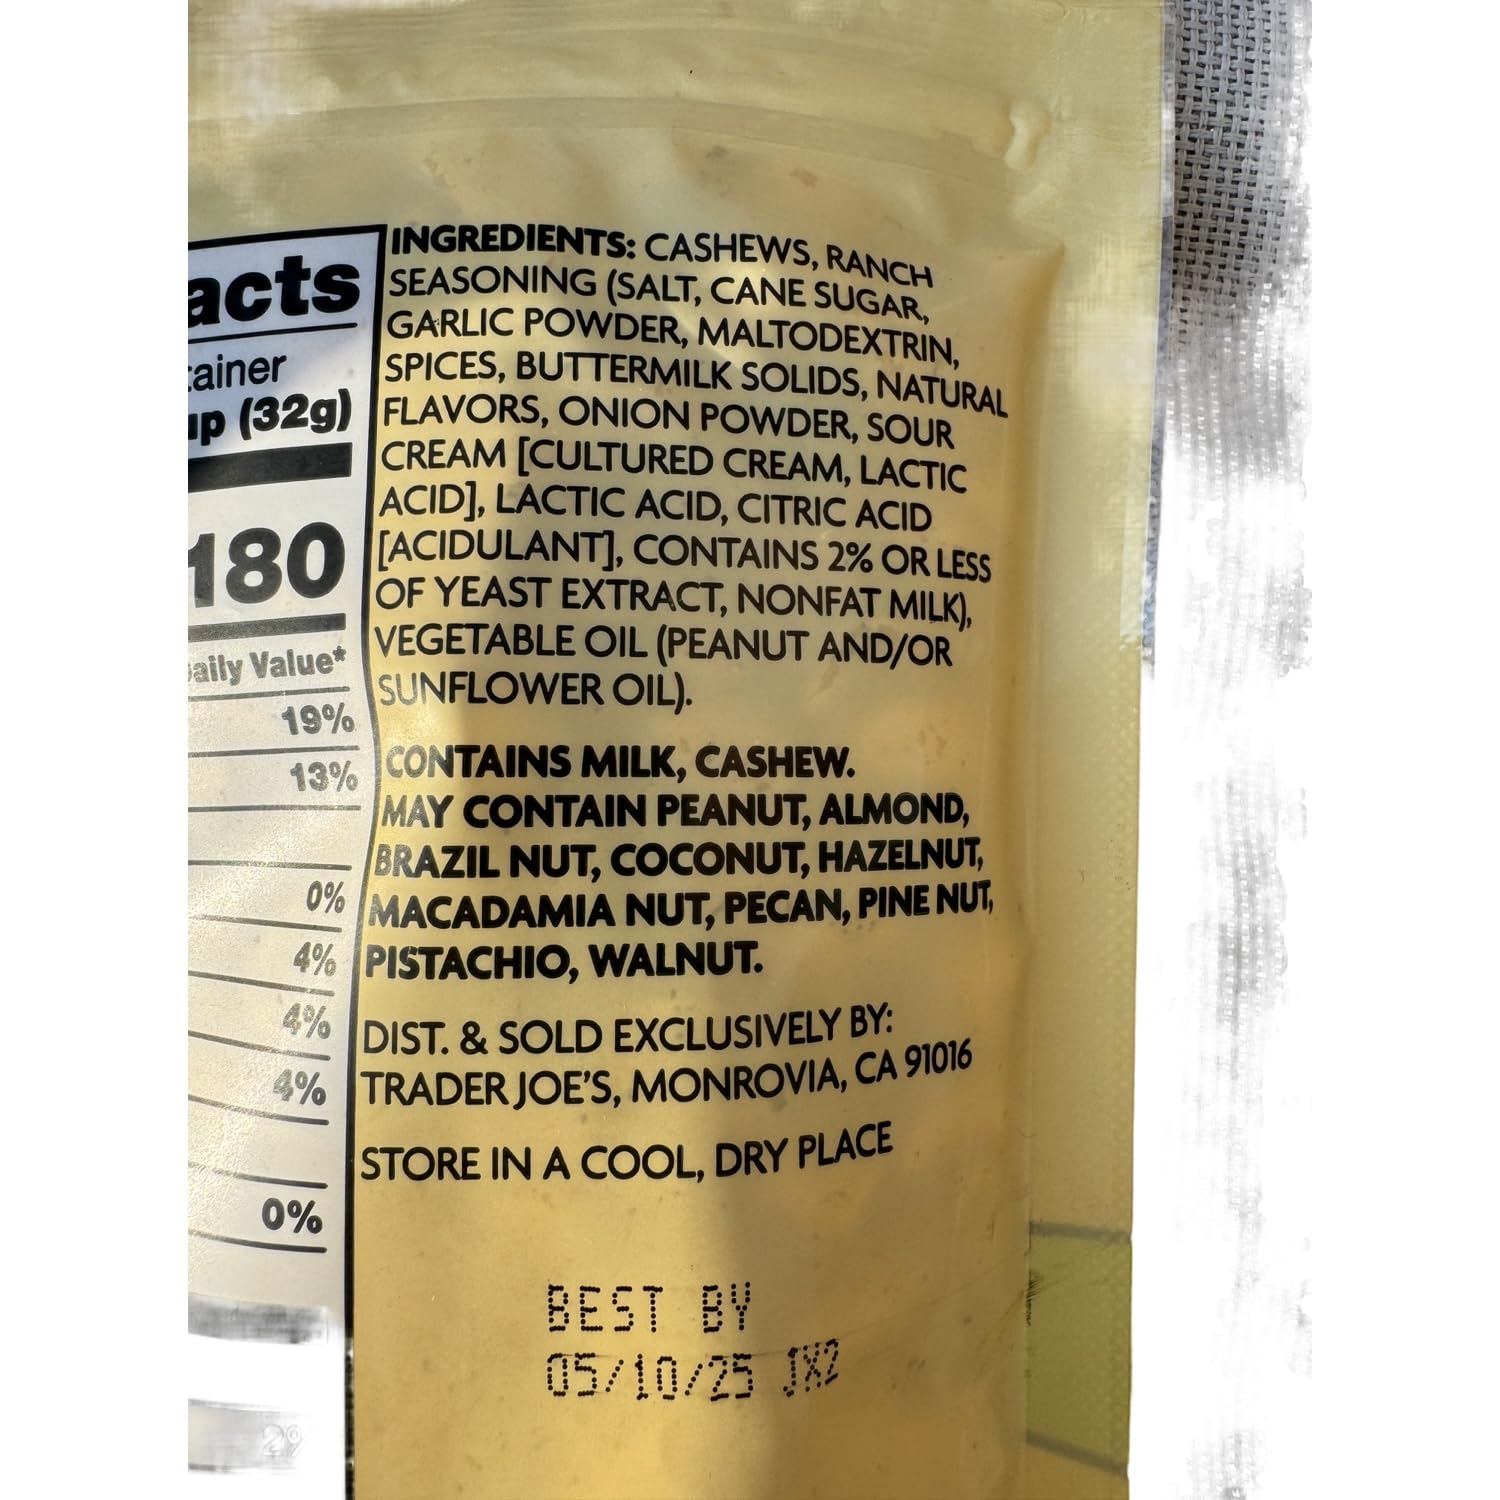 acts
tainer
up (32g)
180
aily Value*
19%
13%
0%
4%
4%
4%
0%
INGREDIENTS: CASHEWS, RANCH
SEASONING (SALT, CANE SUGAR,
GARLIC POWDER, MALTODEXTRIN,
SPICES, BUTTERMILK SOLIDS, NATURAL
FLAVORS, ONION POWDER, SOUR
CREAM [CULTURED CREAM, LACTIC
ACID], LACTIC ACID, CITRIC ACID
[ACIDULANT], CONTAINS 2% OR LESS
OF YEAST EXTRACT, NONFAT MILK),
VEGETABLE OIL (PEANUT AND/OR
SUNFLOWER OIL).
CONTAINS MILK, CASHEW.
MAY CONTAIN PEANUT, ALMOND,
BRAZIL NUT, COCONUT, HAZELNUT,
MACADAMIA NUT, PECAN, PINE NUT,
PISTACHIO, WALNUT.
DIST. & SOLD EXCLUSIVELY BY:
TRADER JOE'S, MONROVIA, CA 91016
STORE IN A COOL, DRY PLACE
BEST BY
05/10/25 JX2